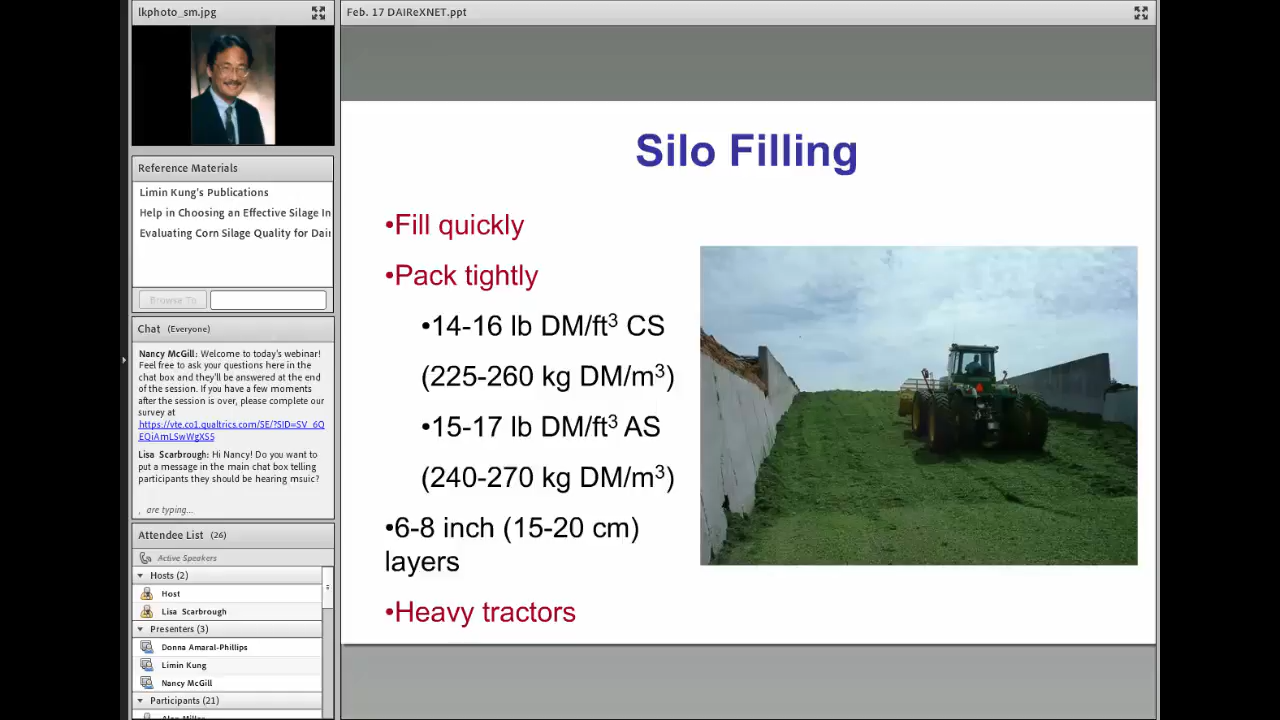 lkphoto_sm.jpg
Reference Materials
Limin Kung's Publications
Help in Choosing an Effective Silage In
Evaluating Corn Silage Quality for Dair
Browse To
Chat (Everyone)
Nancy McGill: Welcome to today's webinar!
Feel free to ask your questions here in the
chat box and they'll be answered at the end
of the session. If you have a few moments
after the session is over, please complete our
survey at
https://vte.co1.qualtrics.com/SE/?SID=SV_6Q
EQiAmLSwWgXS5
Lisa Scarbrough: Hi Nancy! Do you want to
put a message in the main chat box telling
participants they should be hearing msuic?
, are typing...
Attendee List (26)
Active Speakers
Hosts (2)
Host
Lisa Scarbrough
Presenters (3)
Donna Amaral-Phillips
Limin Kung
Nancy McGill
Participants (21)
Feb. 17 DAIReXNET.ppt
Silo Filling
•Fill quickly
•Pack tightly
•14-16 lb DM/ft³ CS
(225-260 kg DM/m³)
•15-17 lb DM/ft³ AS
(240-270 kg DM/m³)
•6-8 inch (15-20 cm)
layers
•Heavy tractors